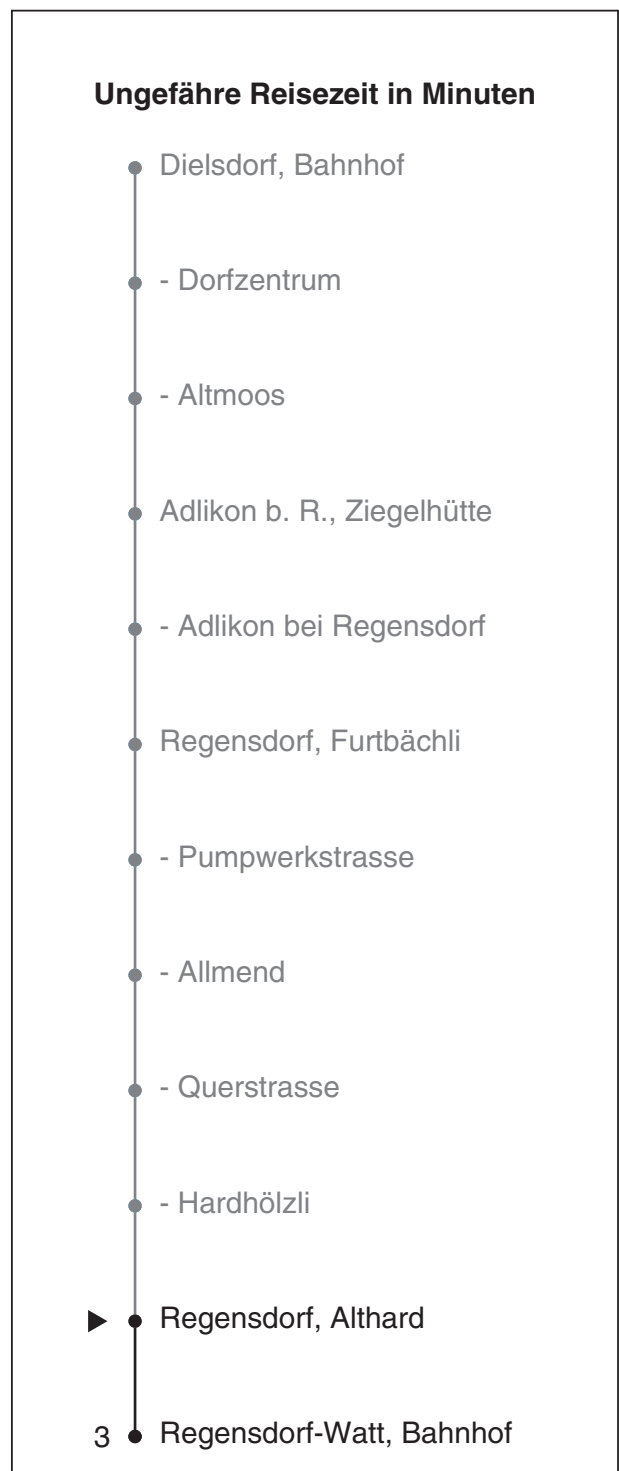 Ungefähre Reisezeit in Minuten
Dielsdorf, Bahnhof
- Dorfzentrum
- Altmoos
Adlikon b. R., Ziegelhütte
- Adlikon bei Regensdorf
Regensdorf, Furtbächli
- Pumpwerkstrasse
- Allmend
- Querstrasse
- Hardhölzli
Regensdorf, Althard
3 Regensdorf-Watt, Bahnhof